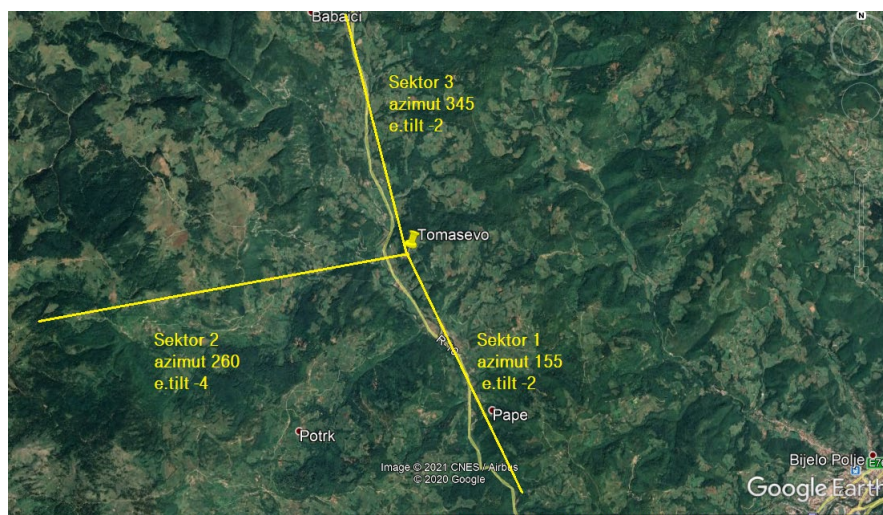 Babajci
N
Sektor 3
azimut 345
e.tilt -2
Tomasevo
Sektor 2
azimut 260
e.tilt -4
Sektor 1
azimut 155
e.tilt -2
Pape
Potrk
Bijelo Polje
Image © 2021 CNES / Airbus
© 2020 Google
Google Earth